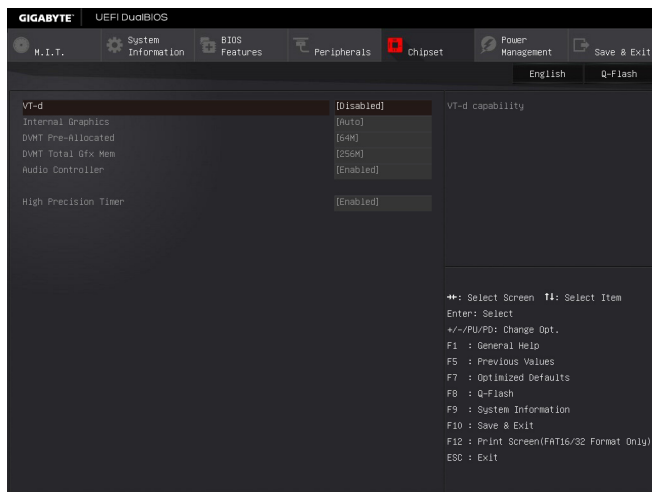 GIGABYTE™ UEFI DualBIOS
M.I.T. System Information BIOS Features Peripherals Chipset Power Management Save & Exit
English Q-Flash
VT-d [Disabled] VT-d capability
Internal Graphics [Auto]
DVMT Pre-Allocated [64M]
DVMT Total Gfx Mem [256M]
Audio Controller [Enabled]
High Precision Timer [Enabled]
→←: Select Screen ↑↓: Select Item
Enter: Select
+/-/PU/PD: Change Opt.
F1 : General Help
F5 : Previous Values
F7 : Optimized Defaults
F8 : Q-Flash
F9 : System Information
F10 : Save & Exit
F12 : Print Screen(FAT16/32 Format Only)
ESC : Exit